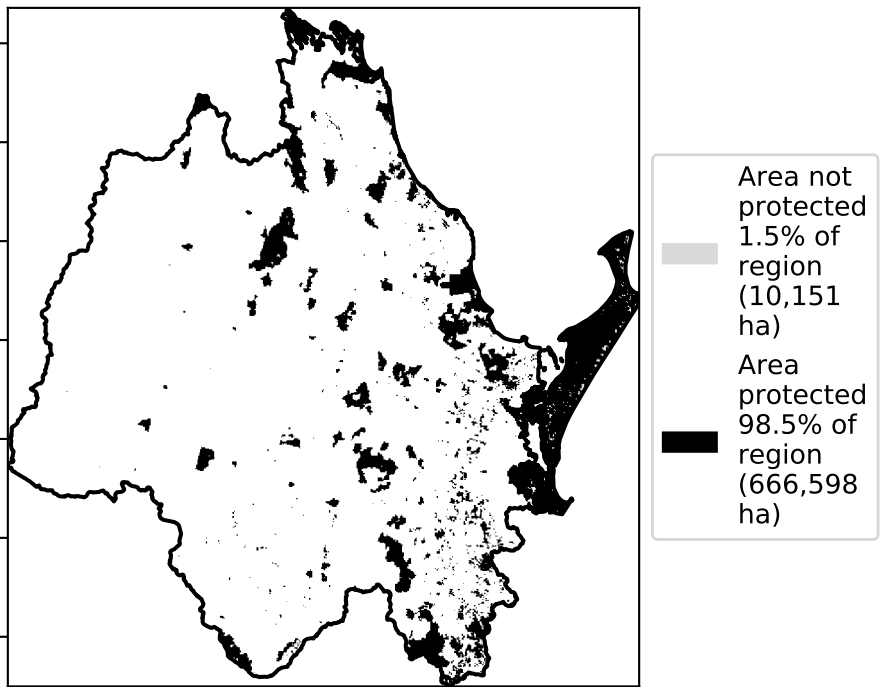 Area not
protected
1.5% of
region
(10,151
ha)
Area
protected
98.5% of
region
(666,598
ha)